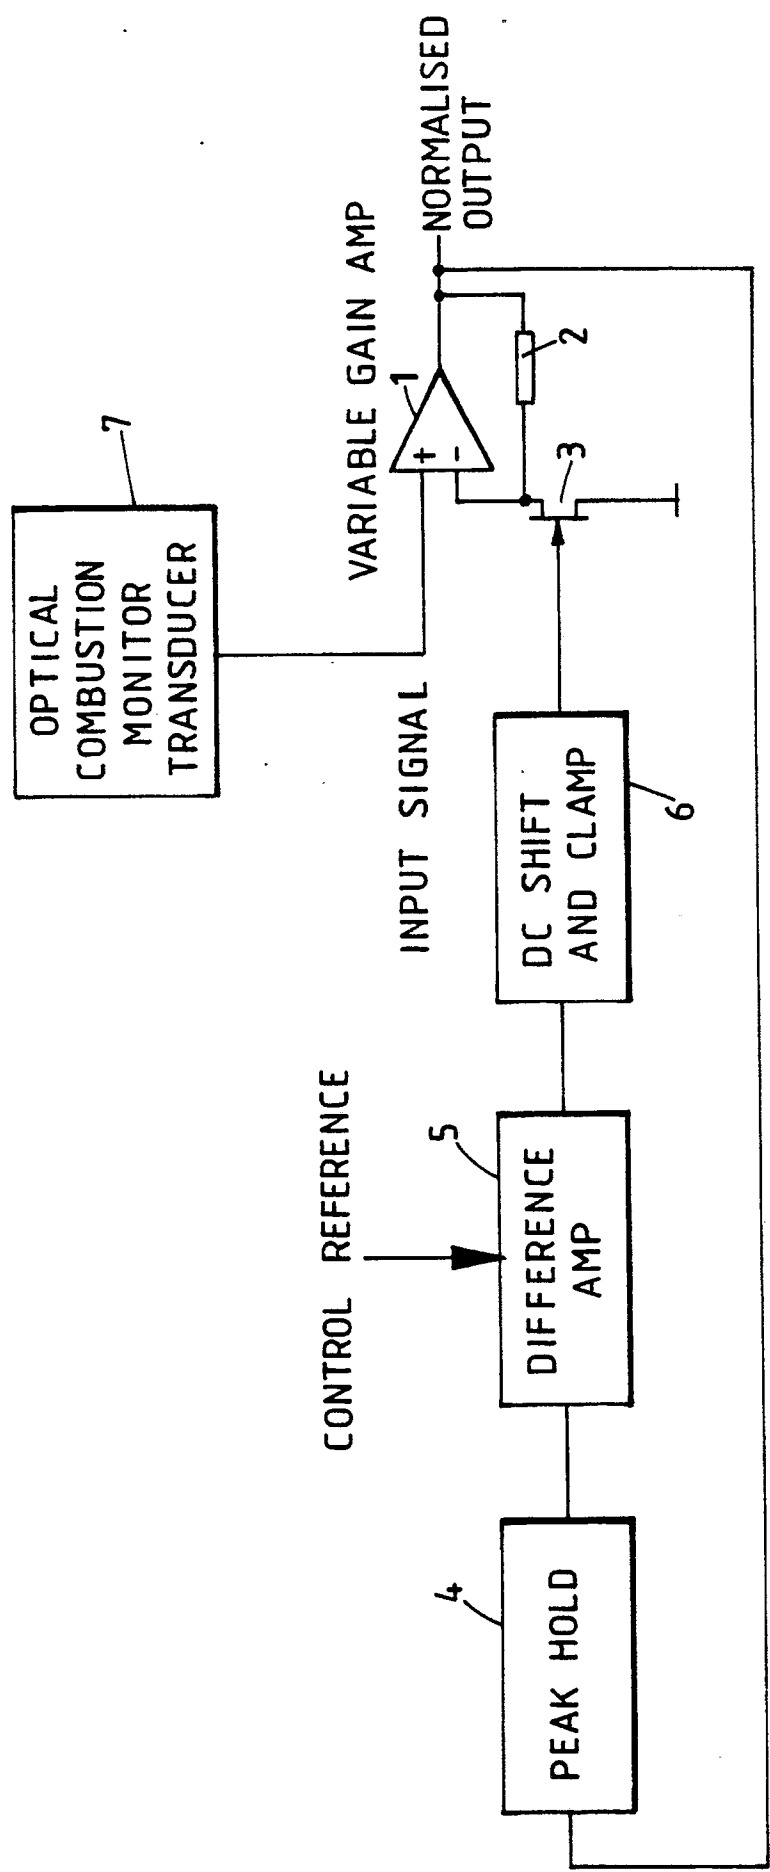 OPTICAL
COMBUSTION
MONITOR
TRANSDUCER
7
VARIABLE GAIN AMP
1
+
-
NORMALISED
OUTPUT
2
3
INPUT SIGNAL
CONTROL REFERENCE
4
PEAK HOLD
5
DIFFERENCE
AMP
DC SHIFT
AND CLAMP
6